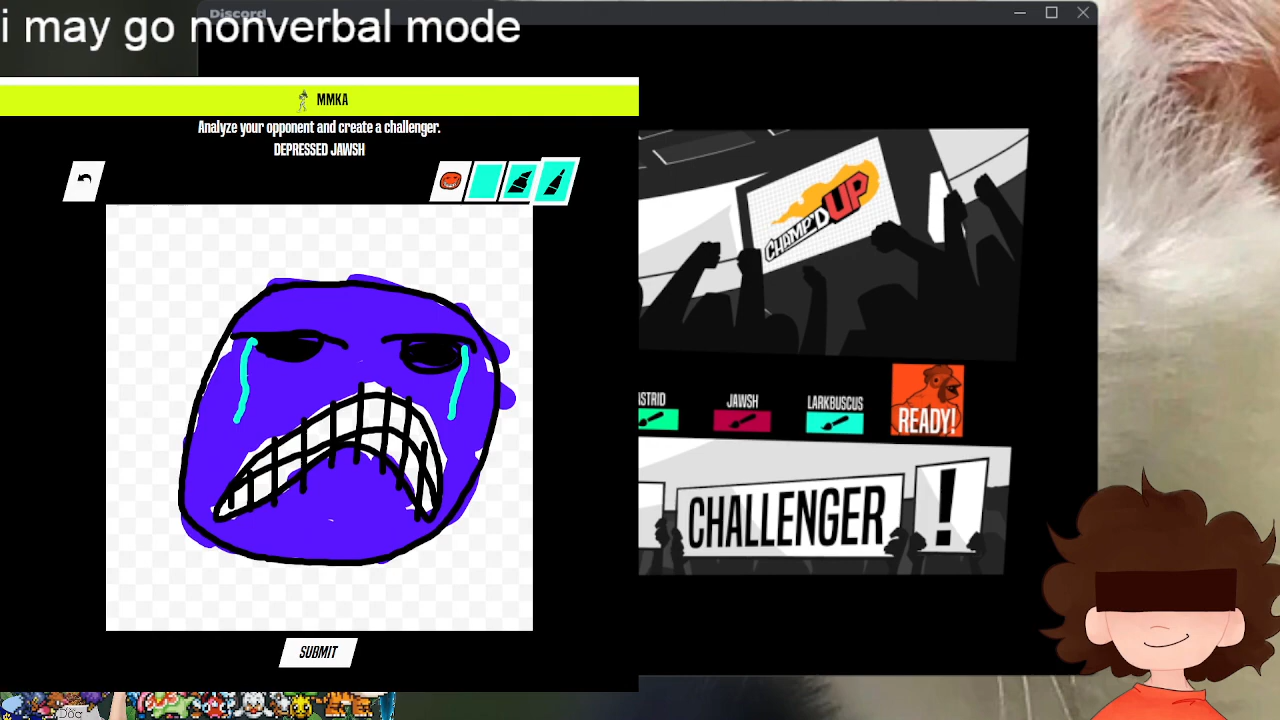 Discord
i may go nonverbal mode
MMKA
Analyze your opponent and create a challenger.
DEPRESSED JAWSH
CHAMP'D UP
JAWSH
LARKBUSCUS
READY!
CHALLENGER
!
SUBMIT